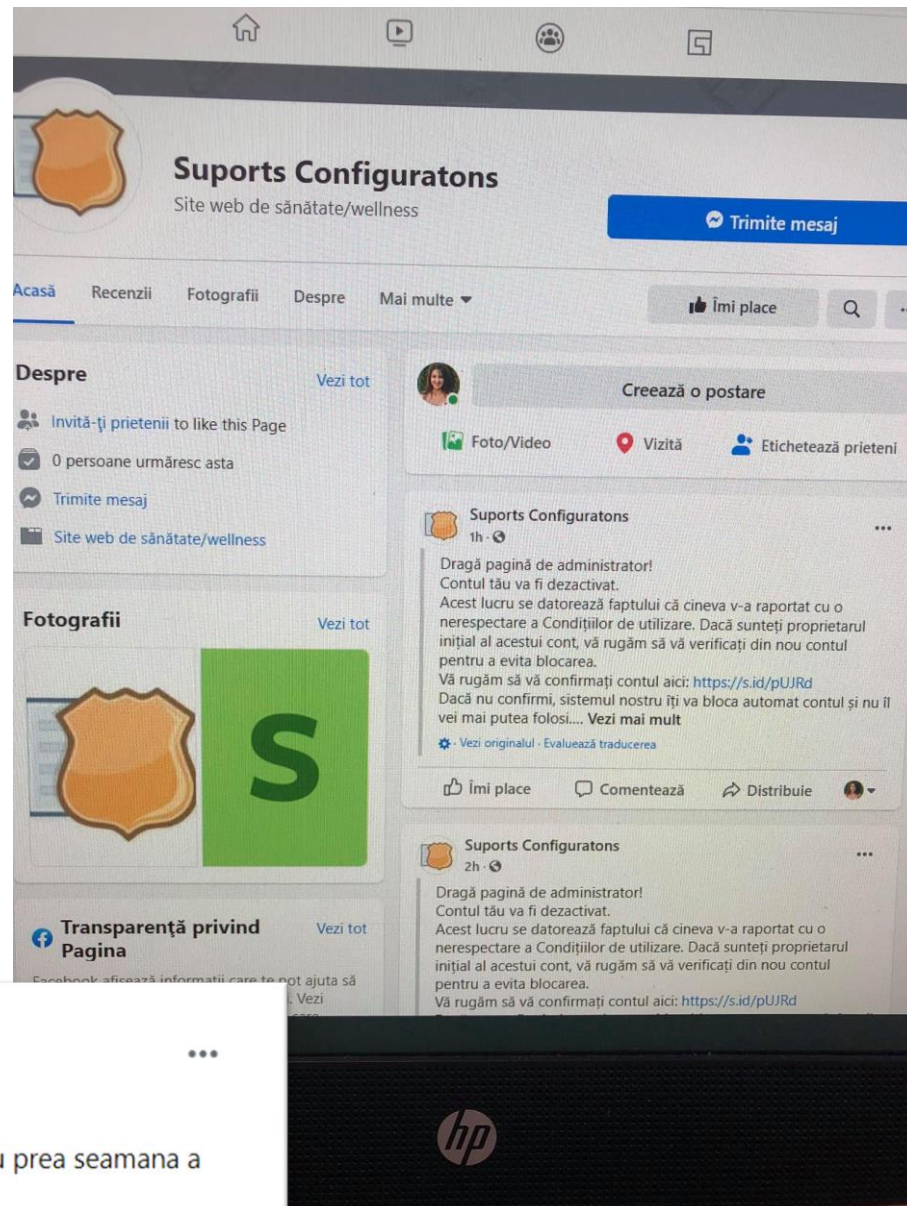 Suports Configuratons
Site web de sănătate/wellness
Trimite mesaj
Acasă
Recenzii
Fotografii
Despre
Mai multe
Îmi place
Despre
Vezi tot
Invită-ți prietenii to like this Page
0 persoane urmăresc asta
Trimite mesaj
Site web de sănătate/wellness
Fotografii
Vezi tot
S
Transparență privind
Pagina
Vezi tot
Facebook afișează informații care te pot ajuta să
Vezi
Creează o postare
Foto/Video
Vizită
Etichetează prieteni
Suports Configuratons
1h
Dragă pagină de administrator!
Contul tău va fi dezactivat.
Acest lucru se datorează faptului că cineva v-a raportat cu o
nerespectare a Condițiilor de utilizare. Dacă sunteți proprietarul
inițial al acestui cont, vă rugăm să vă verificați din nou contul
pentru a evita blocarea.
Vă rugăm să vă confirmați contul aici: https://s.id/pUJRd
Dacă nu confirmi, sistemul nostru îți va bloca automat contul și nu îl
vei mai putea folosi.... Vezi mai mult
Vezi originalul · Evaluează traducerea
Îmi place
Comentează
Distribuie
Suports Configuratons
2h
Dragă pagină de administrator!
Contul tău va fi dezactivat.
Acest lucru se datorează faptului că cineva v-a raportat cu o
nerespectare a Condițiilor de utilizare. Dacă sunteți proprietarul
inițial al acestui cont, vă rugăm să vă verificați din nou contul
pentru a evita blocarea.
Vă rugăm să vă confirmați contul aici: https://s.id/pUJRd
prea seamana a
hp